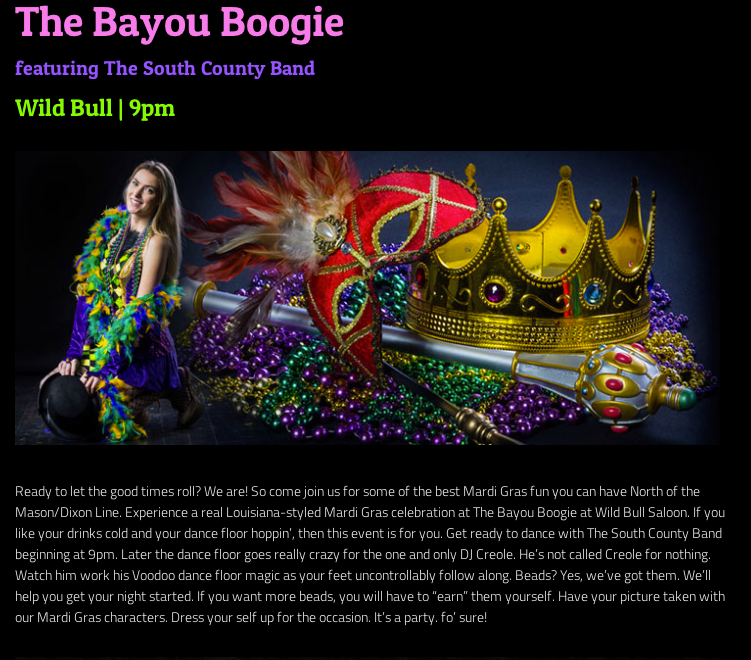 The Bayou Boogie
featuring The South County Band
Wild Bull | 9pm
Ready to let the good times roll? We are! So come join us for some of the best Mardi Gras fun you can have North of the
Mason/Dixon Line. Experience a real Louisiana-styled Mardi Gras celebration at The Bayou Boogie at Wild Bull Saloon. If you
like your drinks cold and your dance floor hoppin', then this event is for you. Get ready to dance with The South County Band
beginning at 9pm. Later the dance floor goes really crazy for the one and only DJ Creole. He's not called Creole for nothing.
Watch him work his Voodoo dance floor magic as your feet uncontrollably follow along. Beads? Yes, we've got them. We'll
help you get your night started. If you want more beads, you will have to "earn" them yourself. Have your picture taken with
our Mardi Gras characters. Dress your self up for the occasion. It's a party. fo' sure!